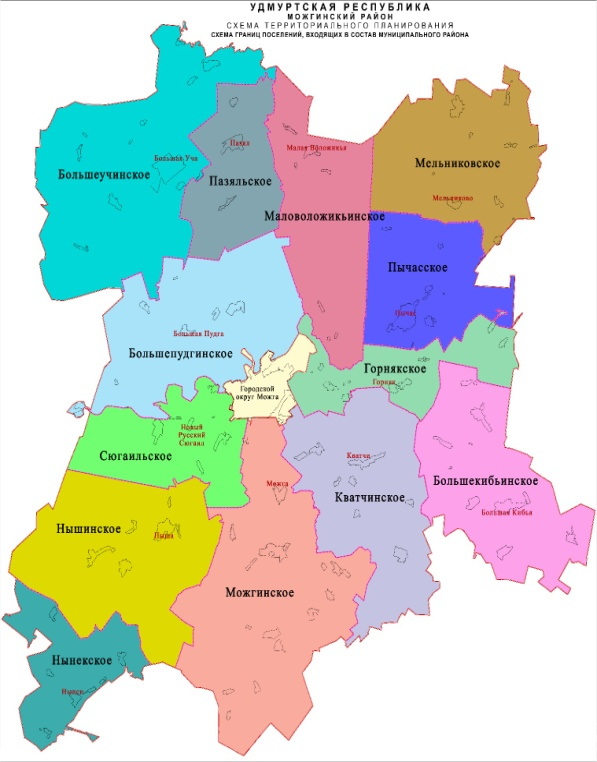 УДМУРТСКАЯ РЕСПУБЛИКА
МОЖГИНСКИЙ РАЙОН
СХЕМА ТЕРРИТОРИАЛЬНОГО ПЛАНИРОВАНИЯ
СХЕМА ГРАНИЦ ПОСЕЛЕНИЙ, ВХОДЯЩИХ В СОСТАВ МУНИЦИПАЛЬНОГО РАЙОНА
Пазял
Малая Воложикья
Большая Уча
Мельниковское
Большеучинское
Пазяльское
Мельниково
Маловоложикьинское
Пычасское
Пычас
Большая Пудга
Большепудгинское
Горнякское
Горняк
Городской
округ Можга
Новый
Русский
Сюгаил
Сюгаильское
Кватчи
Можга
Большекибьинское
Кватчинское
Большая Кибья
Нышинское
Ныша
Можгинское
Нынекское
Нынек